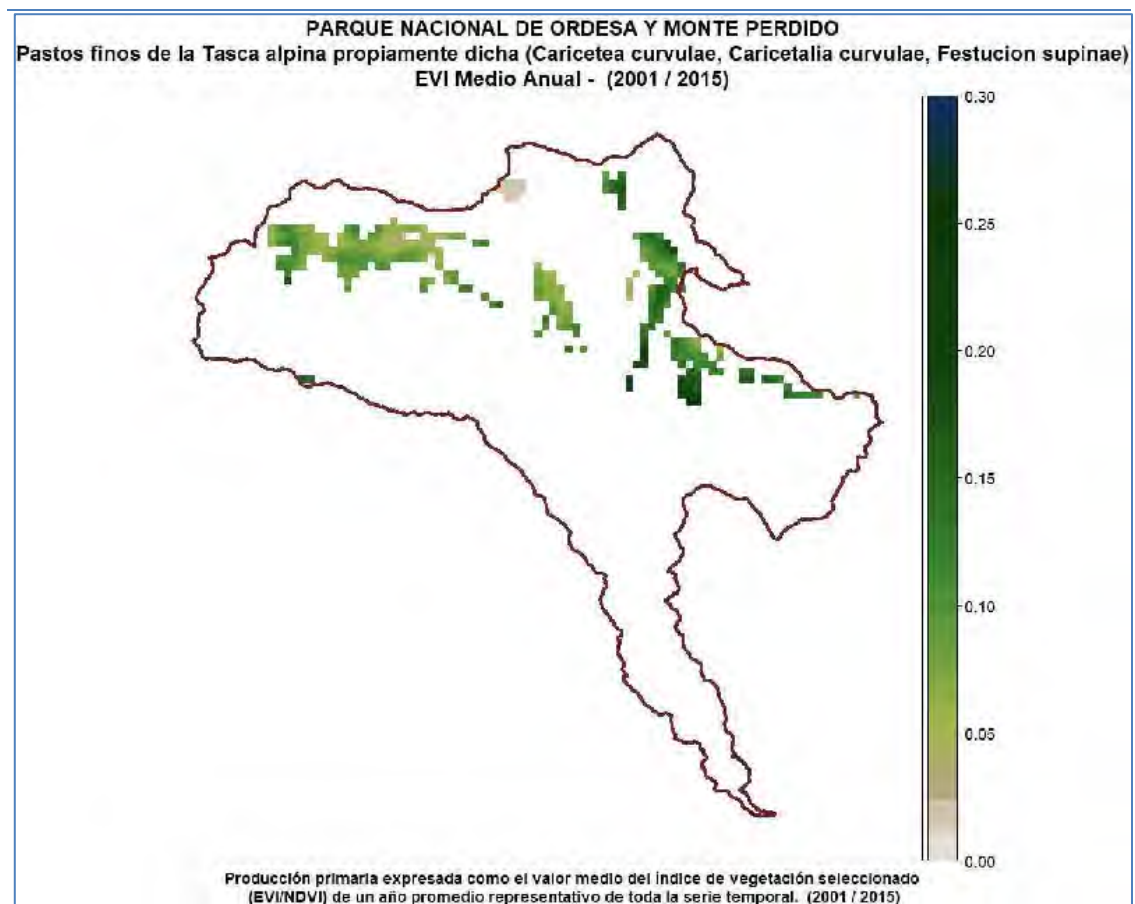 PARQUE NACIONAL DE ORDESA Y MONTE PERDIDO
Pastos finos de la Tasca alpina propiamente dicha (Caricetea curvulae, Caricetalia curvulae, Festucion supinae)
EVI Medio Anual - (2001 / 2015)
0.30
0.25
0.20
0.15
0.10
0.05
0.00
Producción primaria expresada como el valor medio del índice de vegetación seleccionado
(EVI/NDVI) de un año promedio representativo de toda la serie temporal. (2001 / 2015)